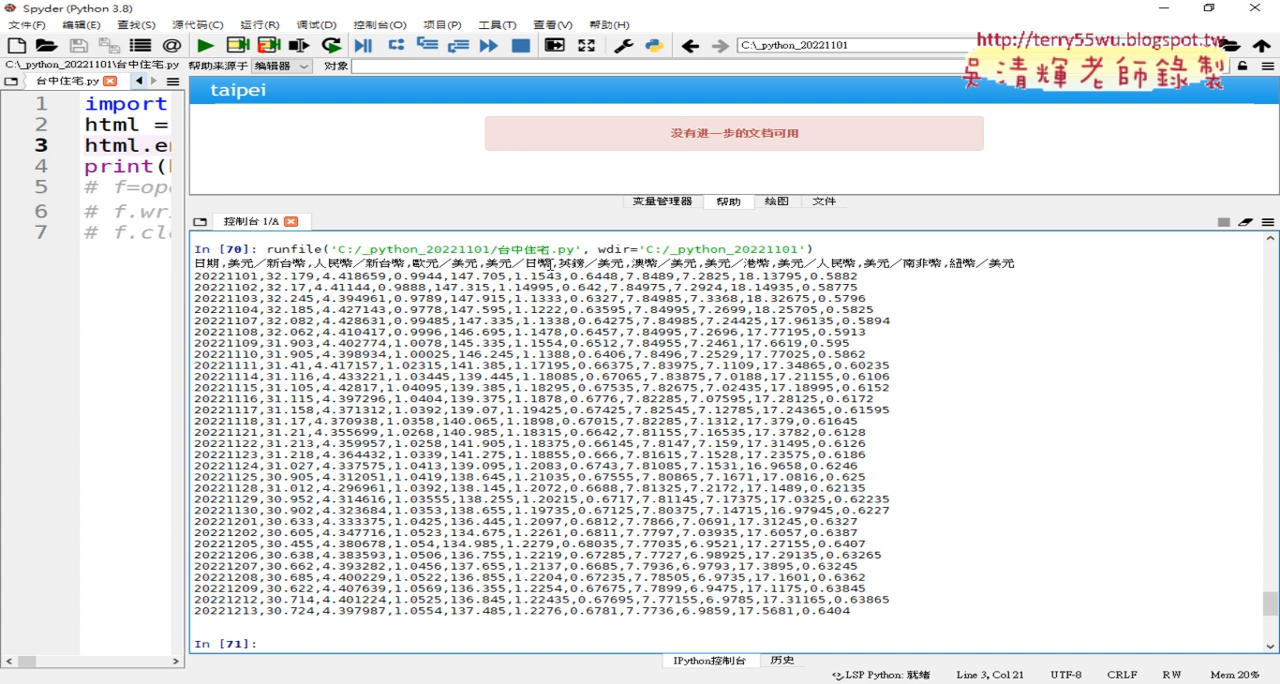 Spyder (Python 3.8)
文件(F) 编辑(E) 查找(S) 源代码(C) 运行(R) 调试(D) 控制台(O) 项目(P) 工具(T) 查看(V) 帮助(H)
C:\_python_20221101
http://terry55wu.blogspot.tw
吳清輝老師錄製
C:\_python_20221101\台中住宅.py 帮助来源于 编辑器 对象
台中住宅.py
taipei
1 import
2 html =
3 html.e
4 print(
5 # f=op
6 # f.wr
7 # f.cl
没有进一步的文档可用
变量管理器 帮助 绘图 文件
控制台 1/A
In [70]: runfile('C:/_python_20221101/台中住宅.py', wdir='C:/_python_20221101')
日期,美元／新台幣,人民幣／新台幣,歐元／美元,美元／日幣,英鎊／美元,澳幣／美元,美元／港幣,美元／人民幣,美元／南非幣,紐幣／美元
20221101,32.179,4.418659,0.9944,147.705,1.1543,0.6448,7.8489,7.2825,18.13795,0.5882
20221102,32.17,4.41144,0.9888,147.315,1.14995,0.642,7.84975,7.2924,18.14935,0.58775
20221103,32.245,4.394961,0.9789,147.915,1.1333,0.6327,7.84985,7.3368,18.32675,0.5796
20221104,32.185,4.427143,0.9778,147.595,1.1222,0.63595,7.84985,7.2699,18.25705,0.5825
20221107,32.082,4.428631,0.99485,147.335,1.1338,0.64275,7.84985,7.24425,17.96135,0.5894
20221108,32.062,4.410417,0.9996,146.695,1.1478,0.6457,7.84995,7.2696,17.77195,0.5913
20221109,31.903,4.402774,1.0078,145.335,1.1554,0.6512,7.84955,7.2461,17.6619,0.595
20221110,31.905,4.398934,1.00025,146.245,1.1388,0.6406,7.8496,7.2529,17.77025,0.5862
20221111,31.41,4.417157,1.02315,141.385,1.17195,0.66375,7.83975,7.1109,17.34865,0.60235
20221114,31.116,4.433221,1.03445,139.445,1.18085,0.67065,7.83875,7.0188,17.21155,0.6106
20221115,31.105,4.42817,1.04095,139.385,1.18295,0.67535,7.82675,7.02435,17.18995,0.6152
20221116,31.115,4.397296,1.0404,139.375,1.1878,0.6776,7.82285,7.07595,17.28125,0.6172
20221117,31.158,4.371312,1.0392,139.07,1.19425,0.67425,7.82545,7.12785,17.24365,0.61595
20221118,31.17,4.370938,1.0358,140.065,1.1898,0.67015,7.82285,7.1312,17.379,0.61645
20221121,31.21,4.355699,1.0268,140.985,1.18315,0.6642,7.81155,7.16535,17.3782,0.6128
20221122,31.213,4.359957,1.0258,141.905,1.18375,0.66145,7.8147,7.159,17.31495,0.6126
20221123,31.218,4.364432,1.0339,141.275,1.18855,0.666,7.81615,7.1528,17.23575,0.6186
20221124,31.027,4.337575,1.0413,139.095,1.2083,0.6743,7.81085,7.1531,16.9658,0.6246
20221125,30.905,4.312051,1.0419,138.645,1.21035,0.67555,7.80865,7.1671,17.0816,0.625
20221128,31.012,4.296961,1.0392,138.145,1.2072,0.6688,7.81325,7.2172,17.1489,0.62135
20221129,30.952,4.314616,1.03555,138.255,1.20215,0.6717,7.81145,7.17375,17.0325,0.62235
20221130,30.902,4.323684,1.0353,138.655,1.19735,0.67125,7.80375,7.14715,16.97945,0.6227
20221201,30.633,4.333375,1.0425,136.445,1.2097,0.6812,7.7866,7.0691,17.31245,0.6327
20221202,30.605,4.347716,1.0523,134.675,1.2261,0.6811,7.7797,7.03935,17.6057,0.6387
20221205,30.455,4.380678,1.054,134.985,1.2279,0.68035,7.77035,6.9521,17.27155,0.6407
20221206,30.638,4.383593,1.0506,136.755,1.2219,0.67285,7.7727,6.98925,17.29135,0.63265
20221207,30.662,4.393282,1.0456,137.655,1.2137,0.6685,7.7936,6.9793,17.3895,0.63245
20221208,30.685,4.400229,1.0522,136.855,1.2204,0.67235,7.78505,6.9735,17.1601,0.6362
20221209,30.622,4.407639,1.0569,136.355,1.2254,0.67675,7.7899,6.9475,17.1175,0.63845
20221212,30.714,4.401224,1.0525,136.845,1.22435,0.67695,7.77155,6.9785,17.31165,0.63865
20221213,30.724,4.397987,1.0554,137.485,1.2276,0.6781,7.7736,6.9859,17.5681,0.6404
In [71]:
IPython控制台 历史
LSP Python: 就绪 Line 3, Col 21 UTF-8 CRLF RW Mem 20%